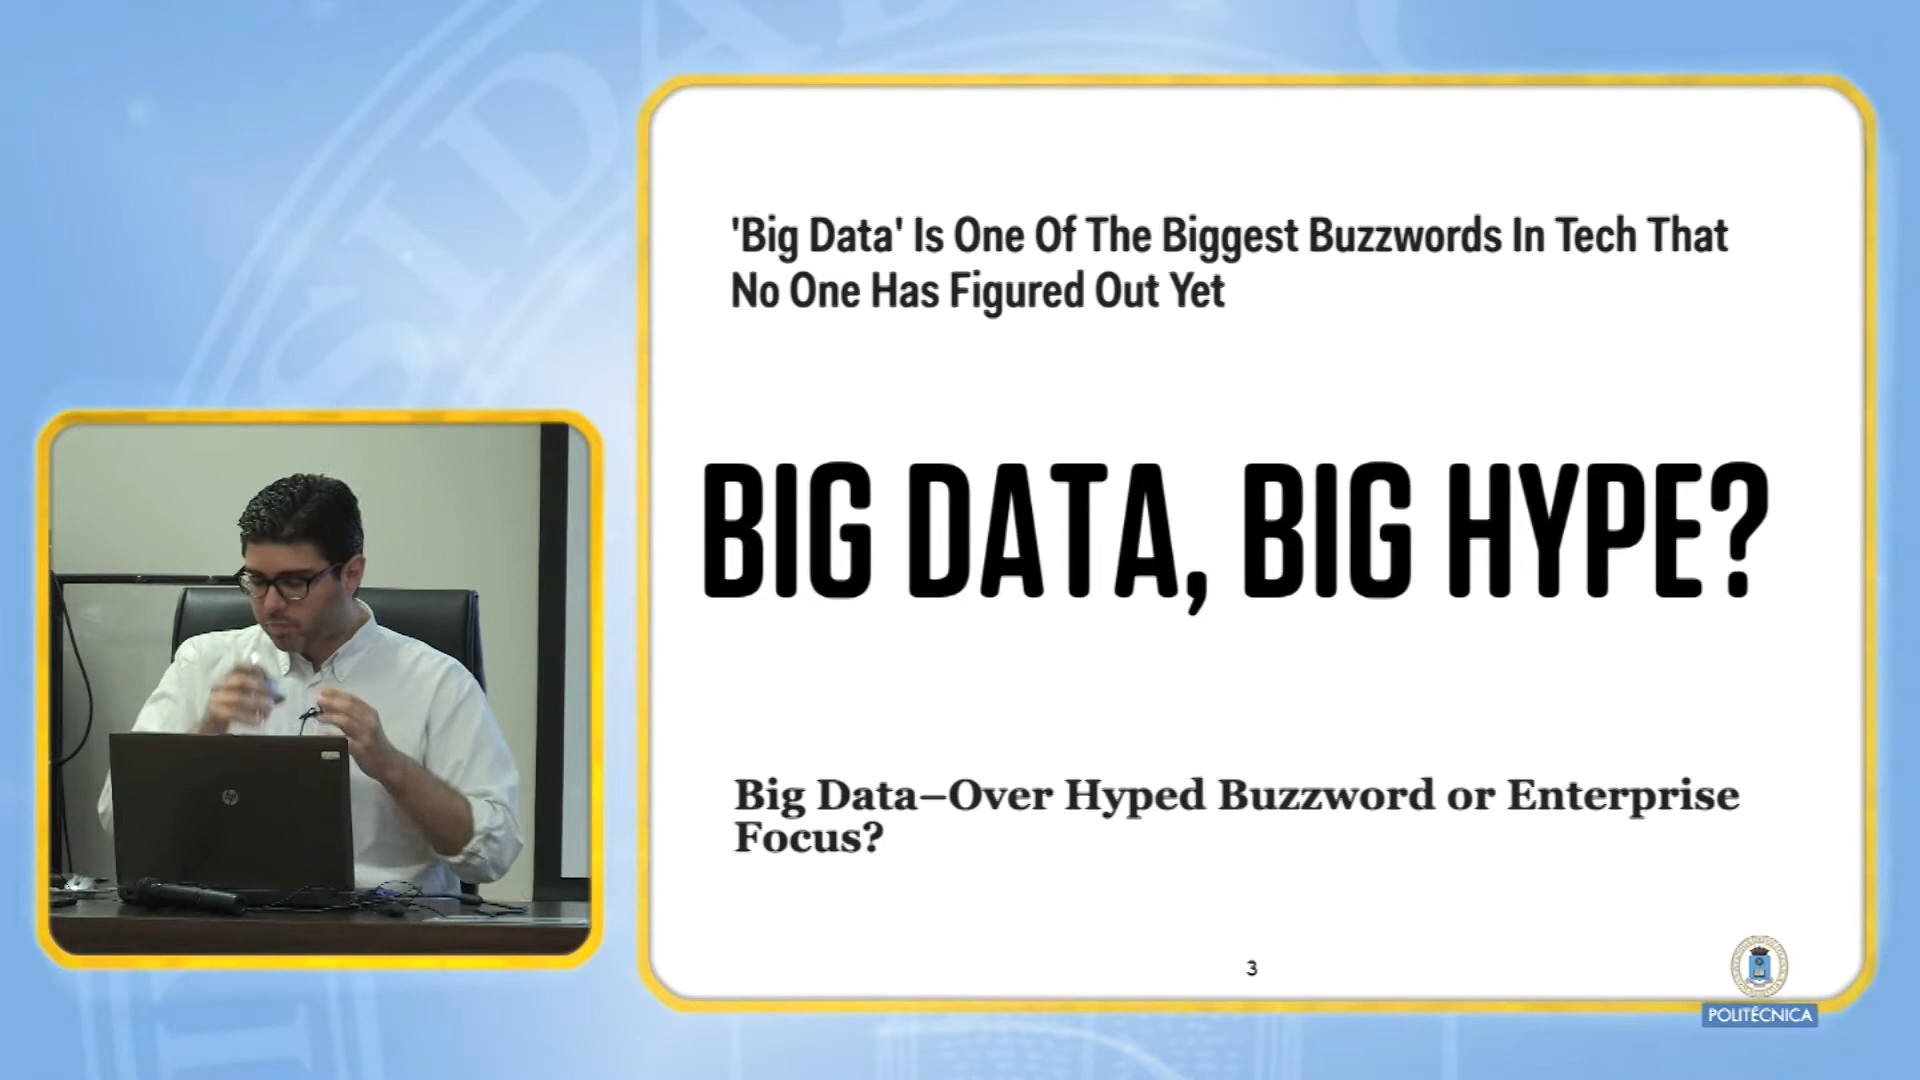 'Big Data' Is One Of The Biggest Buzzwords In Tech That
No One Has Figured Out Yet
BIG DATA, BIG HYPE?
Big Data–Over Hyped Buzzword or Enterprise
Focus?
3
POLITÉCNICA
hp